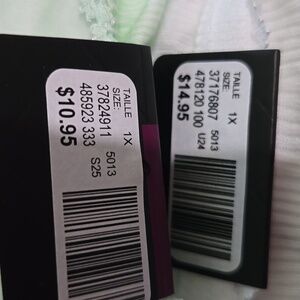 TAILLE
SIZE: 1X
37824911 5013
485923 333 S25
$10.95
TAILLE
SIZE: 1X
37176807 5013
478120 100 U24
$14.95